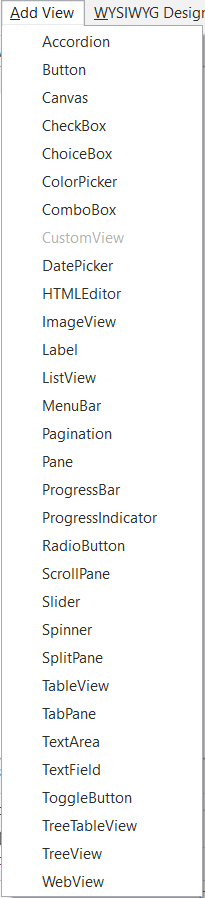 Add View WYSIWYG Design
Accordion
Button
Canvas
CheckBox
ChoiceBox
ColorPicker
ComboBox
CustomView
DatePicker
HTMLEditor
ImageView
Label
ListView
MenuBar
Pagination
Pane
ProgressBar
ProgressIndicator
RadioButton
ScrollPane
Slider
Spinner
SplitPane
TableView
TabPane
TextArea
TextField
ToggleButton
TreeTableView
TreeView
WebView